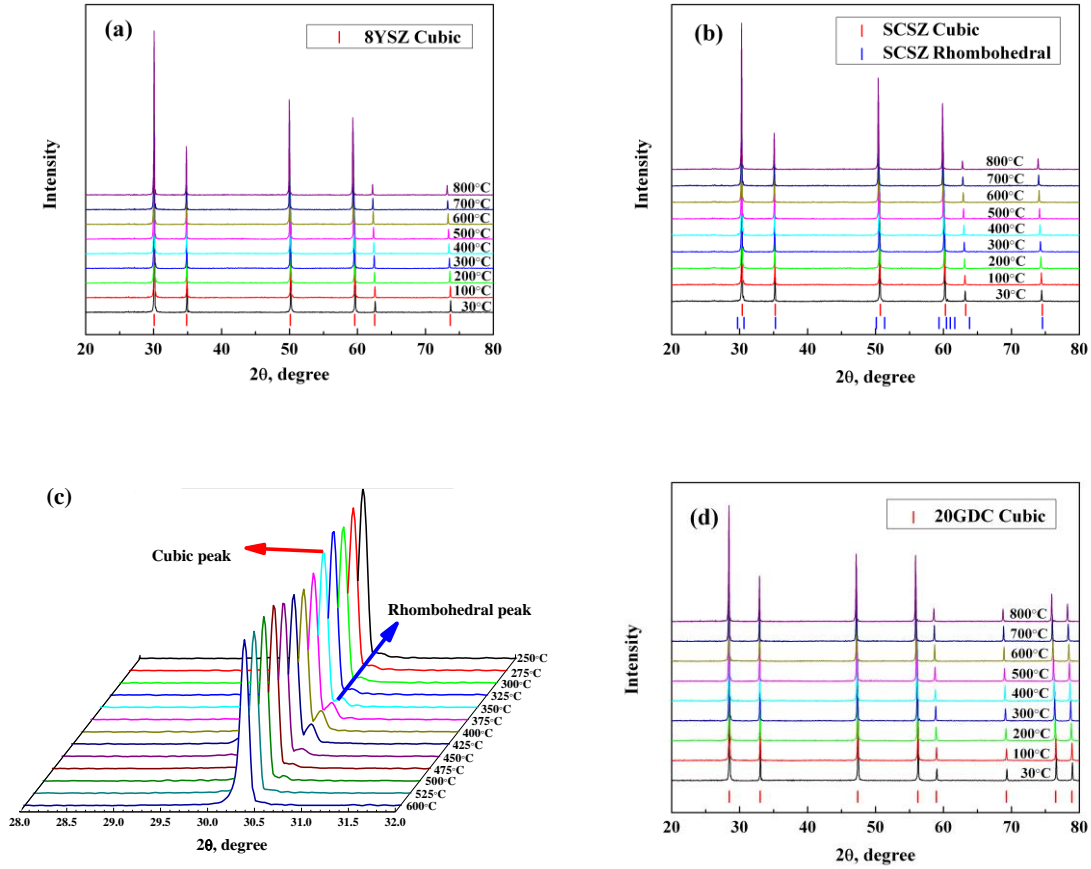 (a)
8YSZ Cubic
Intensity
800°C
700°C
600°C
500°C
400°C
300°C
200°C
100°C
30°C
20 30 40 50 60 70 80
2θ, degree
(b)
SCSZ Cubic
SCSZ Rhombohedral
Intensity
800°C
700°C
600°C
500°C
400°C
300°C
200°C
100°C
30°C
20 30 40 50 60 70 80
2θ, degree
(c)
Cubic peak
Rhombohedral peak
250°C
275°C
300°C
325°C
350°C
375°C
400°C
425°C
450°C
475°C
500°C
525°C
600°C
28.0 28.5 29.0 29.5 30.0 30.5 31.0 31.5 32.0
2θ, degree
(d)
20GDC Cubic
Intensity
800°C
700°C
600°C
500°C
400°C
300°C
200°C
100°C
30°C
20 30 40 50 60 70 80
2θ, degree